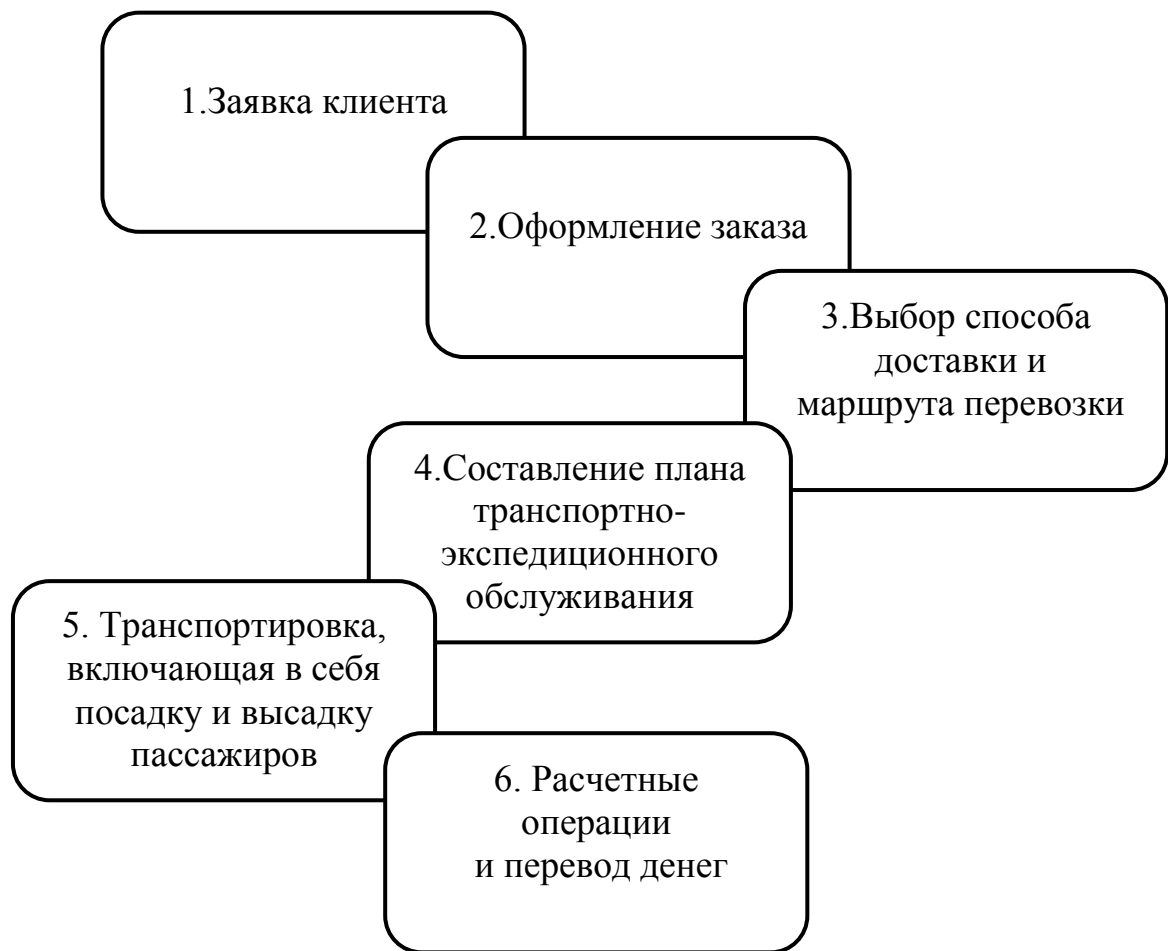 1.Заявка клиента
2.Оформление заказа
3.Выбор способа
доставки и
маршрута перевозки
4.Составление плана
транспортно-
экспедиционного
обслуживания
5. Транспортировка,
включающая в себя
посадку и высадку
пассажиров
6. Расчетные
операции
и перевод денег